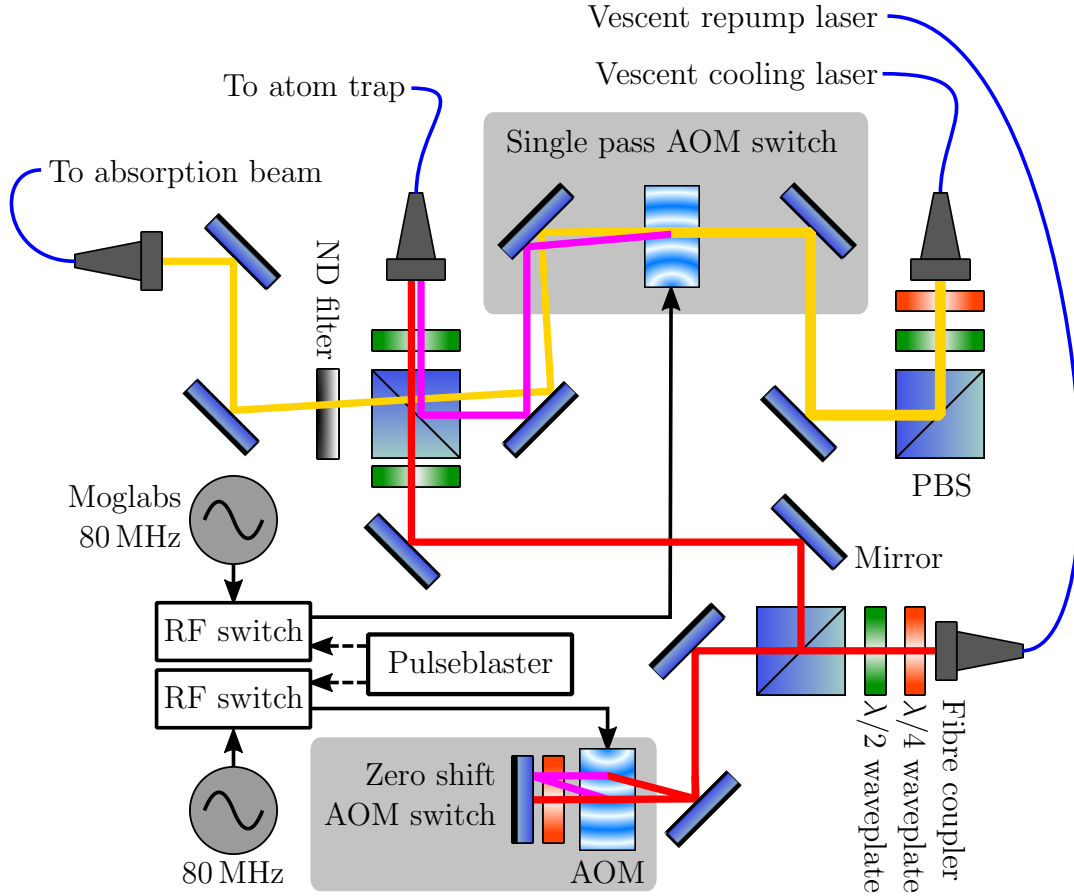 Vescent repump laser
Vescent cooling laser
To atom trap
Single pass AOM switch
To absorption beam
ND filter
PBS
Moglabs
80 MHz
Mirror
RF switch
Pulseblaster
RF switch
Zero shift
AOM switch
AOM
80 MHz
λ/2 waveplate
λ/4 waveplate
Fibre coupler